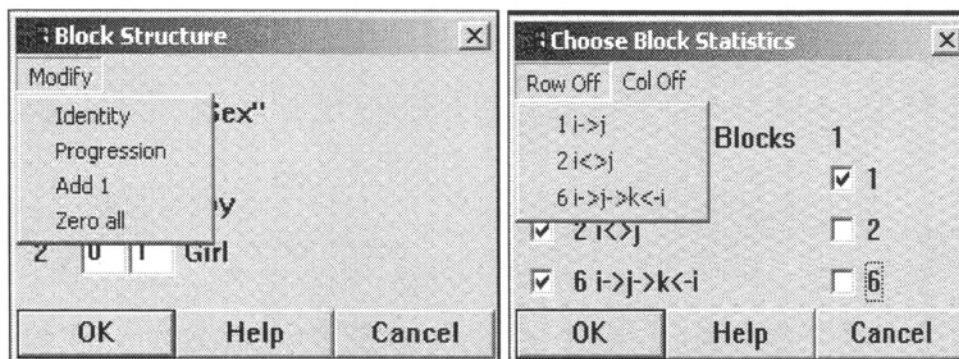 Block Structure
Modify
Identity
Progression
Add 1
Zero all
Sex"
2 0 1 Girl
OK Help Cancel
Choose Block Statistics
Row Off Col Off
1 i->j
2 i<>j
6 i->j->k<-i
Blocks 1
1
2 i<>j 2
6 i->j->k<-i 6
OK Help Cancel